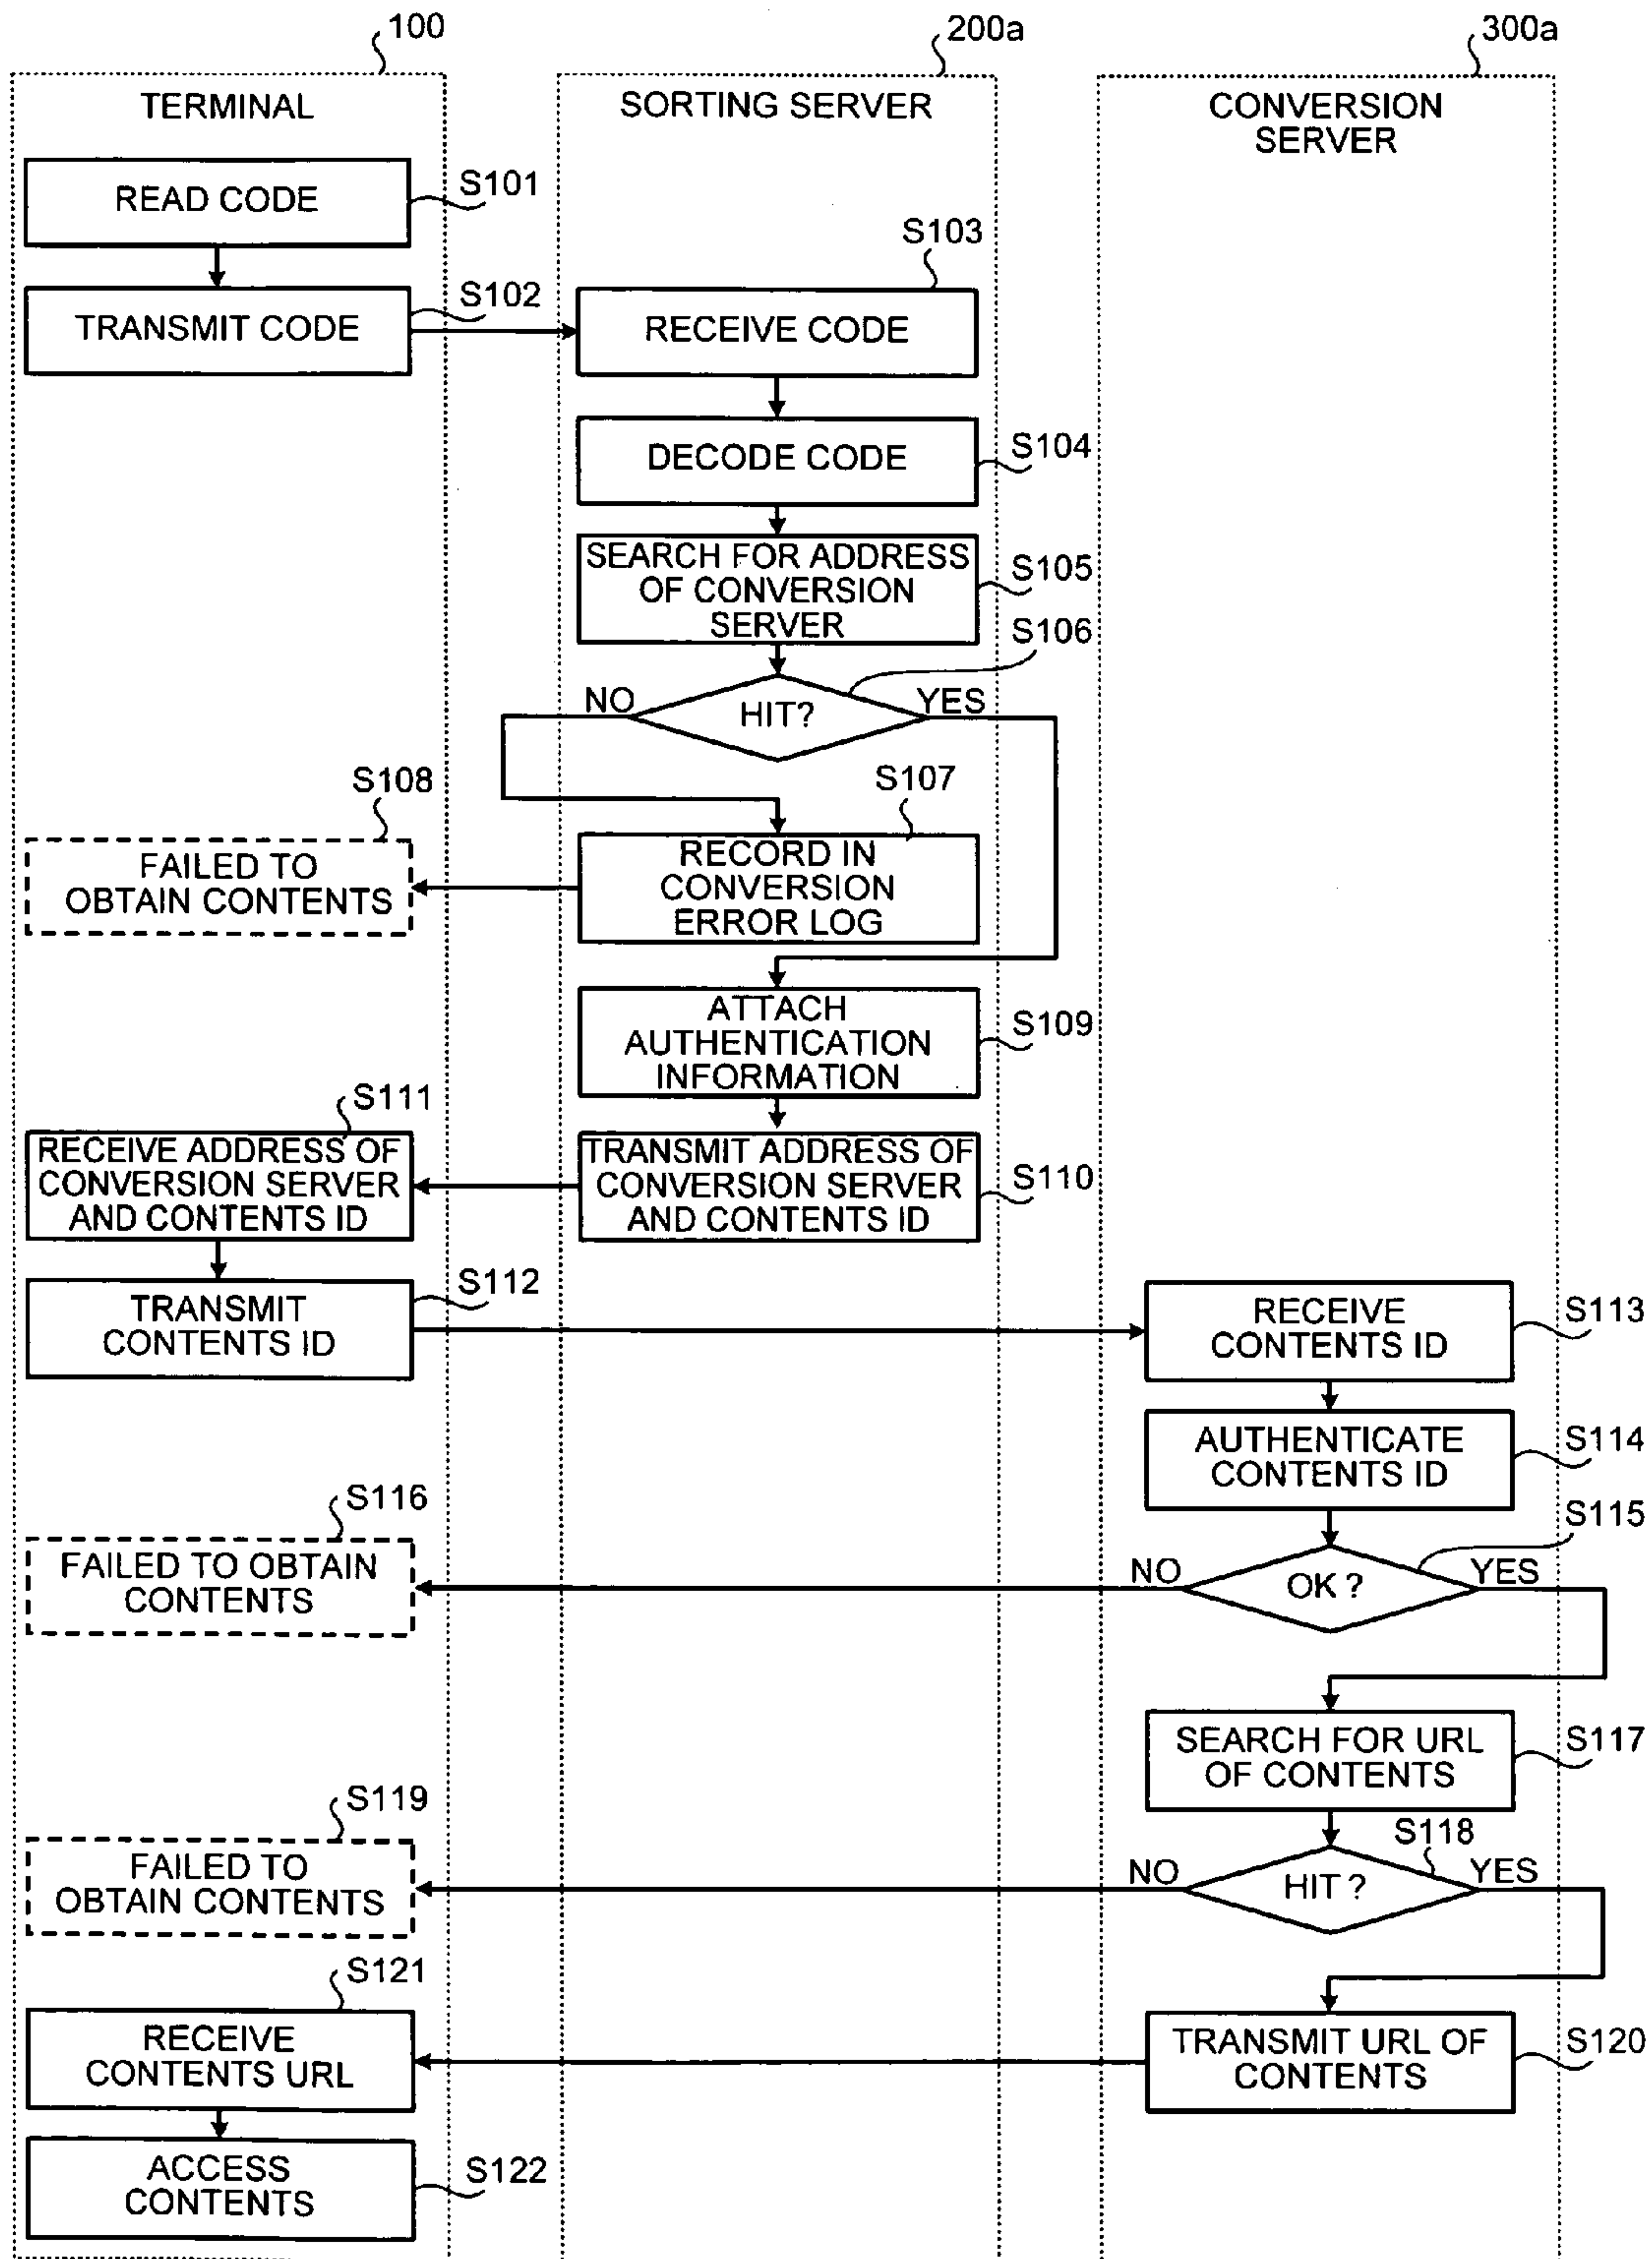 100
200a
300a
TERMINAL
SORTING SERVER
CONVERSION
SERVER
READ CODE
S101
S103
TRANSMIT CODE
S102
RECEIVE CODE
DECODE CODE
S104
SEARCH FOR ADDRESS
OF CONVERSION
SERVER
S105
S106
NO
HIT?
YES
S108
S107
FAILED TO
OBTAIN CONTENTS
RECORD IN
CONVERSION
ERROR LOG
ATTACH
AUTHENTICATION
INFORMATION
S109
S111
RECEIVE ADDRESS OF
CONVERSION SERVER
AND CONTENTS ID
TRANSMIT ADDRESS OF
CONVERSION SERVER
AND CONTENTS ID
S110
TRANSMIT
CONTENTS ID
S112
RECEIVE
CONTENTS ID
S113
AUTHENTICATE
CONTENTS ID
S114
S116
S115
FAILED TO OBTAIN
CONTENTS
NO
OK ?
YES
SEARCH FOR URL
OF CONTENTS
S117
S119
S118
FAILED TO
OBTAIN CONTENTS
NO
HIT ?
YES
S121
RECEIVE
CONTENTS URL
TRANSMIT URL OF
CONTENTS
S120
ACCESS
CONTENTS
S122